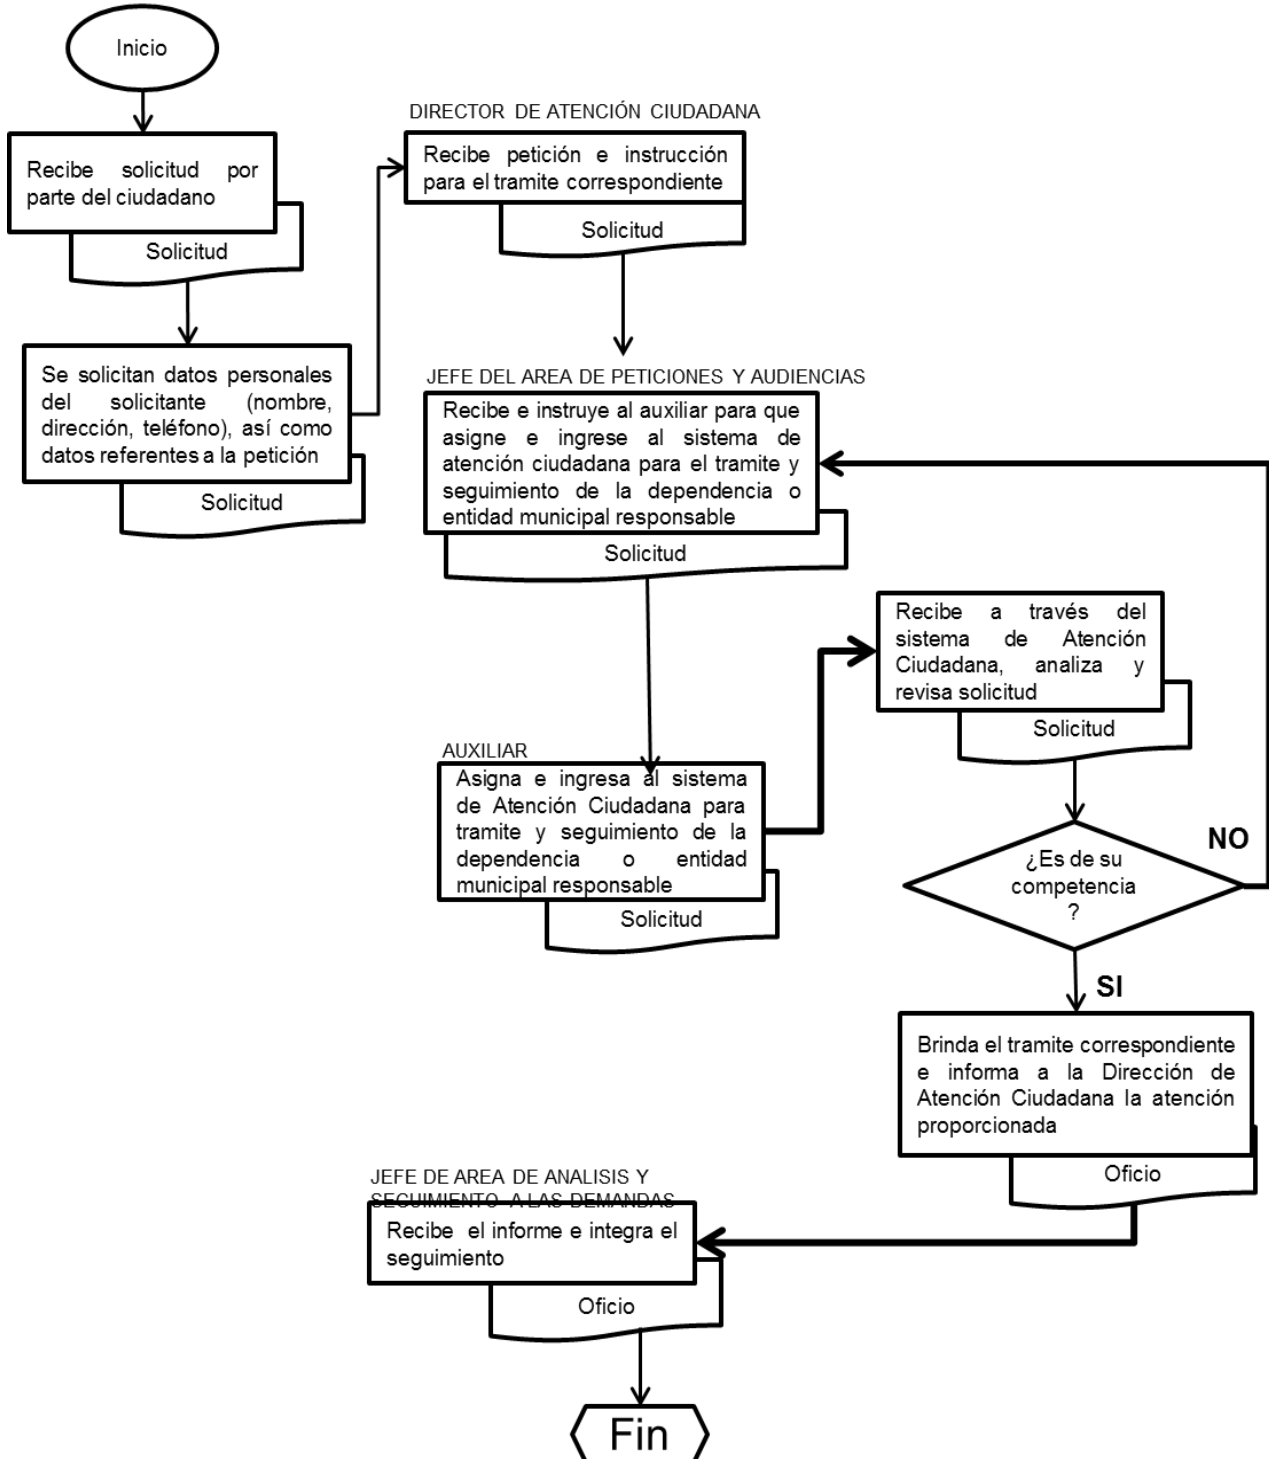 Inicio
Recibe solicitud por
parte del ciudadano
Solicitud
Se solicitan datos personales
del solicitante (nombre,
dirección, teléfono), así como
datos referentes a la petición
Solicitud
DIRECTOR DE ATENCIÓN CIUDADANA
Recibe petición e instrucción
para el tramite correspondiente
Solicitud
JEFE DEL AREA DE PETICIONES Y AUDIENCIAS
Recibe e instruye al auxiliar para que
asigne e ingrese al sistema de
atención ciudadana para el tramite y
seguimiento de la dependencia o
entidad municipal responsable
Solicitud
AUXILIAR
Asigna e ingresa al sistema
de Atención Ciudadana para
tramite y seguimiento de la
dependencia o entidad
municipal responsable
Solicitud
Recibe a través del
sistema de Atención
Ciudadana, analiza y
revisa solicitud
Solicitud
¿Es de su
competencia
?
NO
SI
Brinda el tramite correspondiente
e informa a la Dirección de
Atención Ciudadana la atención
proporcionada
Oficio
JEFE DE AREA DE ANALISIS Y
SEGUIMIENTO A LAS DEMANDAS
Recibe el informe e integra el
seguimiento
Oficio
Fin